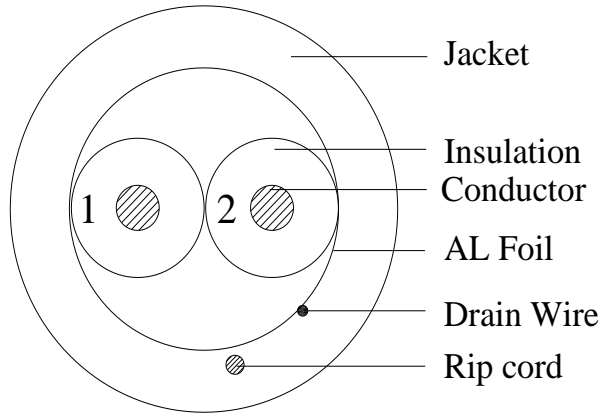 Jacket
Insulation
1
2
Conductor
AL Foil
Drain Wire
Rip cord